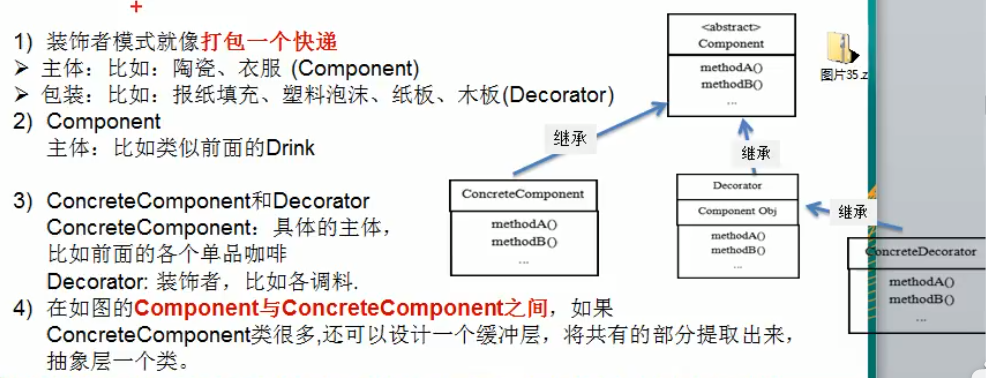 1) 装饰者模式就像打包一个快递
➢ 主体：比如：陶瓷、衣服 (Component)
➢ 包装：比如：报纸填充、塑料泡沫、纸板、木板(Decorator)
2) Component
主体：比如类似前面的Drink
3) ConcreteComponent和Decorator
ConcreteComponent：具体的主体，
比如前面的各个单品咖啡
Decorator: 装饰者，比如各调料.
4) 在如图的Component与ConcreteComponent之间，如果
ConcreteComponent类很多,还可以设计一个缓冲层，将共有的部分提取出来，
抽象层一个类。
<abstract>
Component
methodA()
methodB()
...
图片35.z
继承
继承
继承
ConcreteComponent
methodA()
methodB()
...
Decorator
Component Obj
methodA()
methodB()
...
ConcreteDecorator
methodA()
methodB()
...